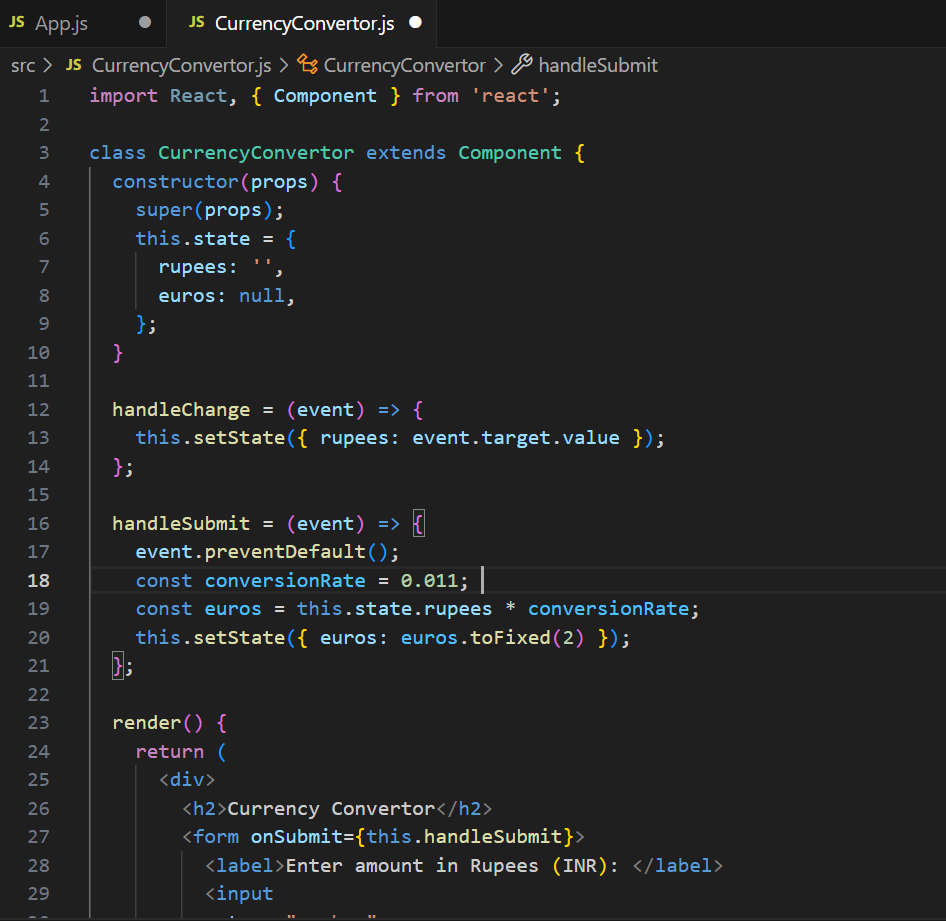 JS App.js JS CurrencyConvertor.js
src > JS CurrencyConvertor.js > CurrencyConvertor > handleSubmit
1 import React, { Component } from 'react';
2
3 class CurrencyConvertor extends Component {
4 constructor(props) {
5 super(props);
6 this.state = {
7 rupees: '',
8 euros: null,
9 };
10 }
11
12 handleChange = (event) => {
13 this.setState({ rupees: event.target.value });
14 };
15
16 handleSubmit = (event) => {
17 event.preventDefault();
18 const conversionRate = 0.011;
19 const euros = this.state.rupees * conversionRate;
20 this.setState({ euros: euros.toFixed(2) });
21 };
22
23 render() {
24 return (
25 <div>
26 <h2>Currency Convertor</h2>
27 <form onSubmit={this.handleSubmit}>
28 <label>Enter amount in Rupees (INR): </label>
29 <input